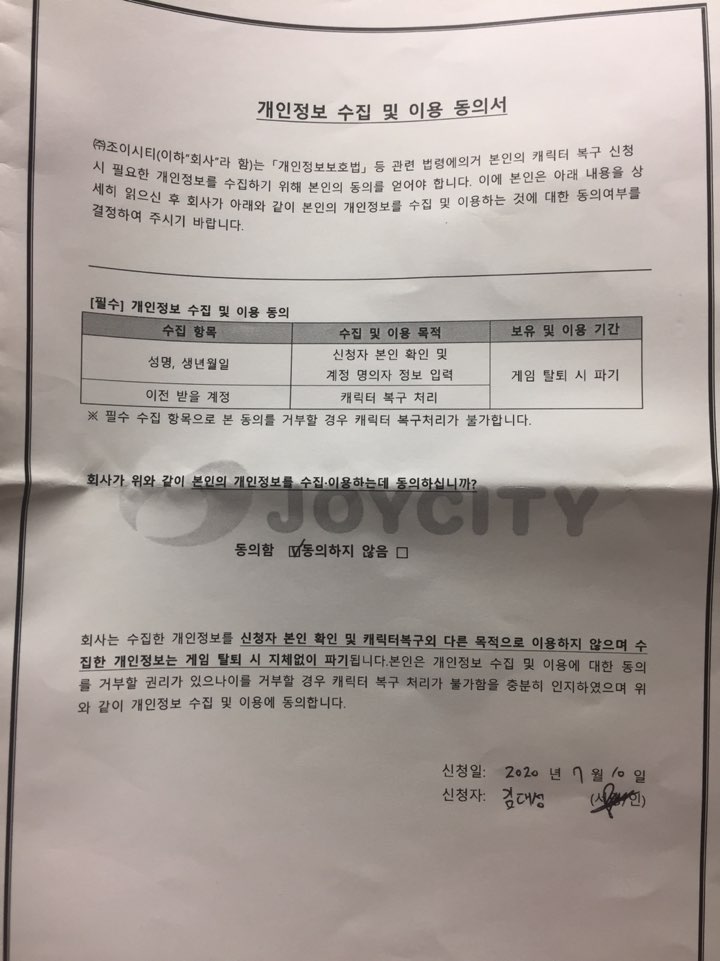 개인정보 수집 및 이용 동의서
㈜조이시티(이하"회사"라 함)는 「개인정보보호법」 등 관련 법령에의거 본인의 캐릭터 복구 신청
시 필요한 개인정보를 수집하기 위해 본인의 동의를 얻어야 합니다. 이에 본인은 아래 내용을 상
세히 읽으신 후 회사가 아래와 같이 본인의 개인정보를 수집 및 이용하는 것에 대한 동의여부를
결정하여 주시기 바랍니다.
[필수] 개인정보 수집 및 이용 동의
수집 항목 수집 및 이용 목적 보유 및 이용 기간
성명, 생년월일 신청자 본인 확인 및
계정 명의자 정보 입력 게임 탈퇴 시 파기
이전 받을 계정 캐릭터 복구 처리
※ 필수 수집 항목으로 본 동의를 거부할 경우 캐릭터 복구처리가 불가합니다.
회사가 위와 같이 본인의 개인정보를 수집·이용하는데 동의하십니까?
JOYCITY
동의함 ☑동의하지 않음 □
회사는 수집한 개인정보를 신청자 본인 확인 및 캐릭터복구외 다른 목적으로 이용하지 않으며 수
집한 개인정보는 게임 탈퇴 시 지체없이 파기됩니다.본인은 개인정보 수집 및 이용에 대한 동의
를 거부할 권리가 있으나이를 거부할 경우 캐릭터 복구 처리가 불가함을 충분히 인지하였으며 위
와 같이 개인정보 수집 및 이용에 동의합니다.
신청일: 2020 년 7 월 10 일
신청자: 김대성 (서명/인)